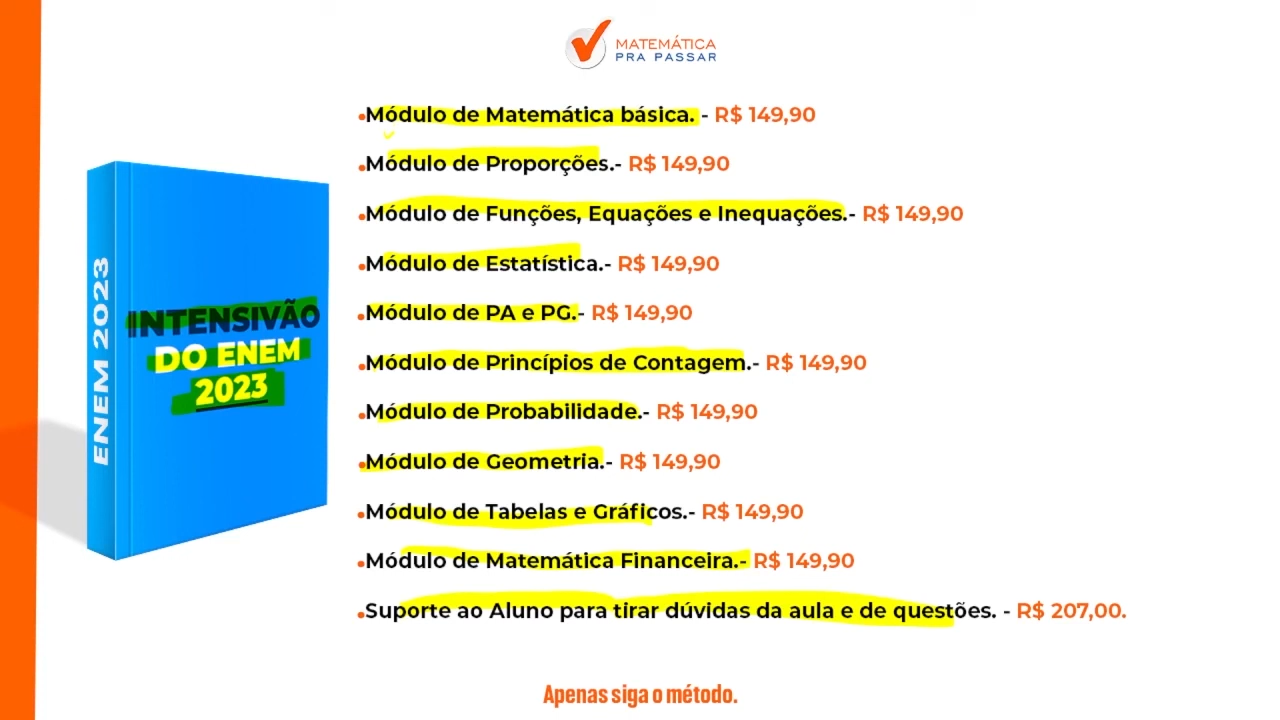 MATEMÁTICA
PRA PASSAR
•Módulo de Matemática básica. - R$ 149,90
•Módulo de Proporções.- R$ 149,90
•Módulo de Funções, Equações e Inequações.- R$ 149,90
•Módulo de Estatística.- R$ 149,90
•Módulo de PA e PG.- R$ 149,90
•Módulo de Princípios de Contagem.- R$ 149,90
•Módulo de Probabilidade.- R$ 149,90
•Módulo de Geometria.- R$ 149,90
•Módulo de Tabelas e Gráficos.- R$ 149,90
•Módulo de Matemática Financeira.- R$ 149,90
•Suporte ao Aluno para tirar dúvidas da aula e de questões. - R$ 207,00.
ENEM 2023
INTENSIVÃO
DO ENEM
2023
Apenas siga o método.